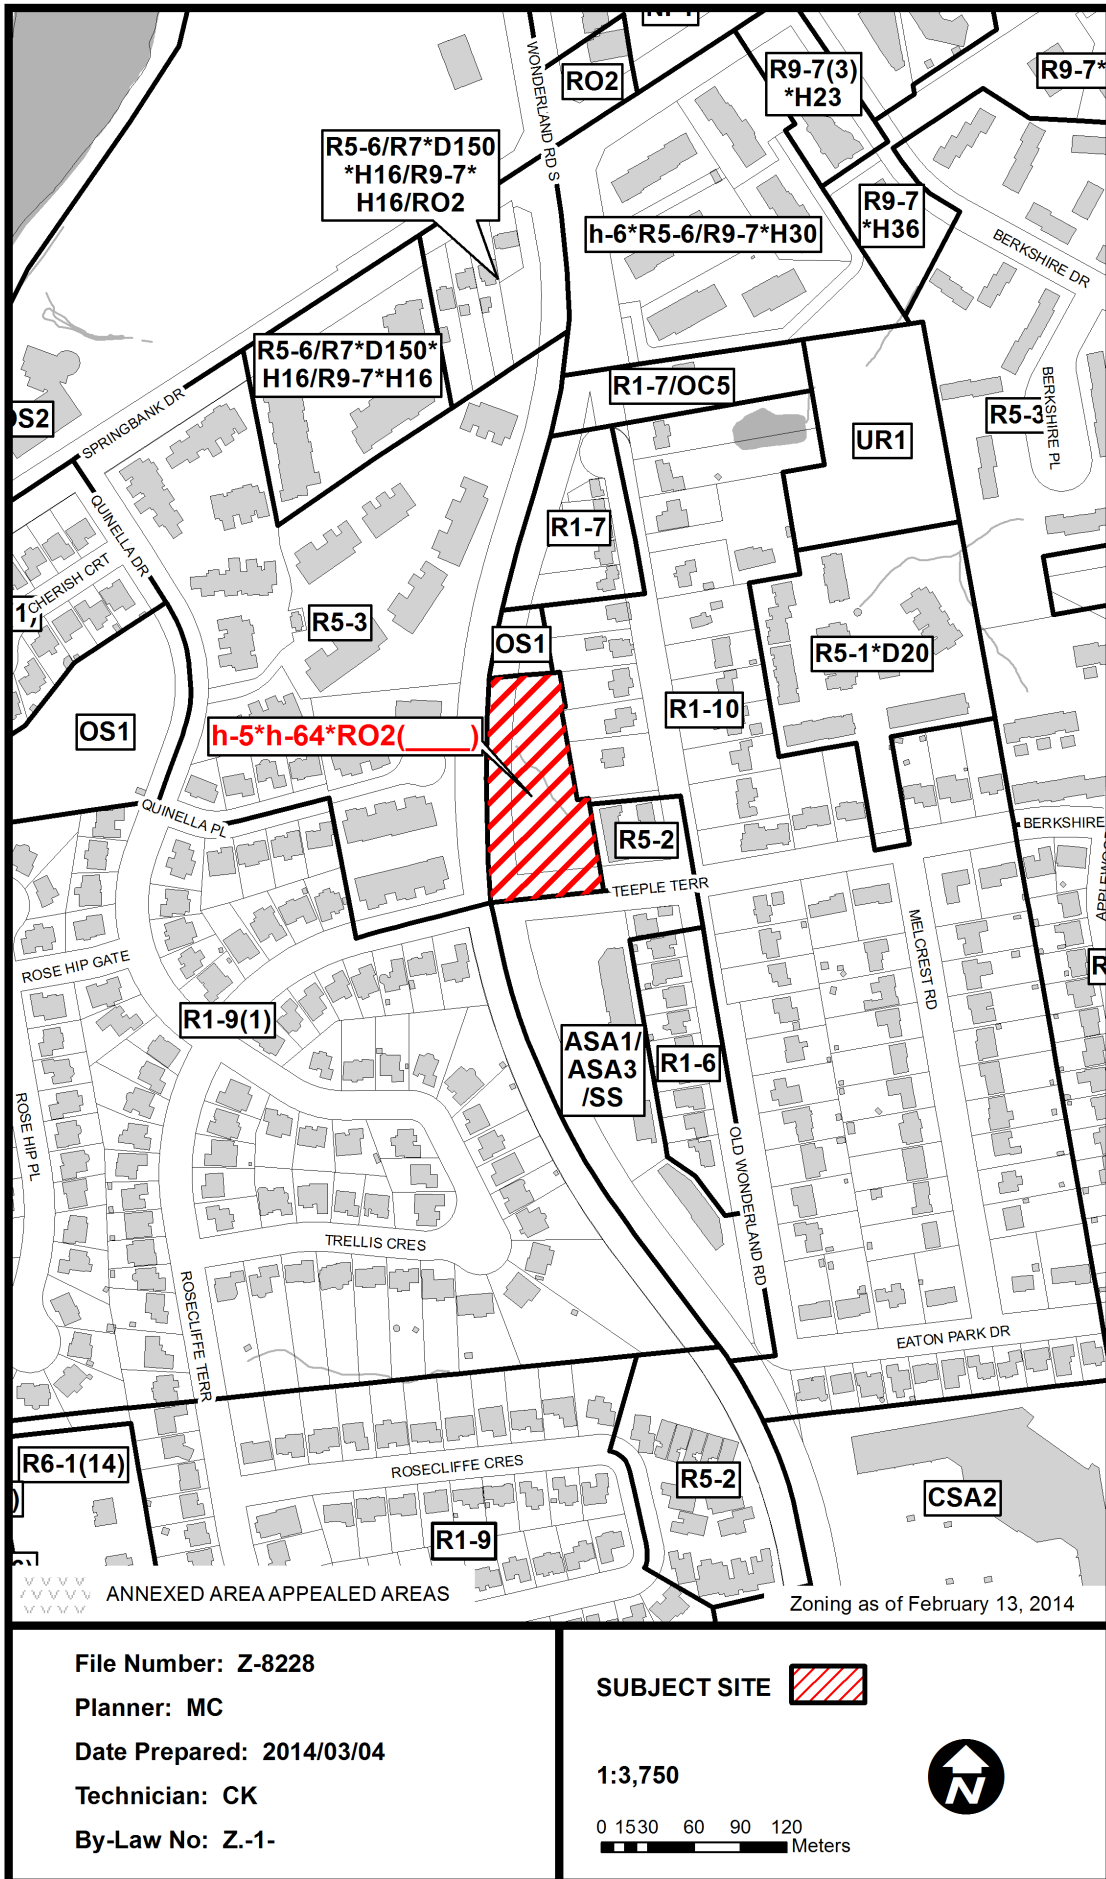 WONDERLAND RD S
RO2
R9-7(3)
*H23
R9-7*
R5-6/R7*D150
*H16/R9-7*
H16/RO2
h-6*R5-6/R9-7*H30
R9-7
*H36
BERKSHIRE DR
R5-6/R7*D150*
H16/R9-7*H16
R1-7/OC5
BERKSHIRE PL
R5-3
UR1
OS2
SPRINGBANK DR
QUINELLA DR
R1-7
CHERISH CRT
1)
R5-3
OS1
R5-1*D20
R1-10
OS1
h-5*h-64*RO2(____)
QUINELLA PL
R5-2
BERKSHIRE
TEEPLE TERR
APPLEWOOD
MELCREST RD
ROSE HIP GATE
R
R1-9(1)
ASA1/
ASA3
/SS
R1-6
ROSE HIP PL
OLD WONDERLAND RD
TRELLIS CRES
ROSECLIFFE TERR
EATON PARK DR
R6-1(14)
ROSECLIFFE CRES
R5-2
CSA2
)
R1-9
ANNEXED AREA APPEALED AREAS
Zoning as of February 13, 2014
File Number: Z-8228
Planner: MC
Date Prepared: 2014/03/04
Technician: CK
By-Law No: Z.-1-
SUBJECT SITE
1:3,750
N
0 15 30 60 90 120
Meters